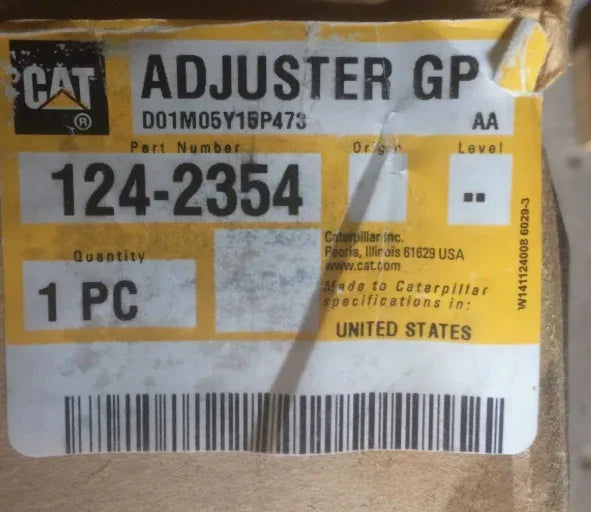 CAT
®
ADJUSTER GP
D01M05Y15P473 AA
Part Number Origin Level
124-2354 --
Quantity
1 PC
Caterpillar Inc.
Peoria, Illinois 61629 USA
www.cat.com
Made to Caterpillar
specifications in:
UNITED STATES
W141124008 6029-3